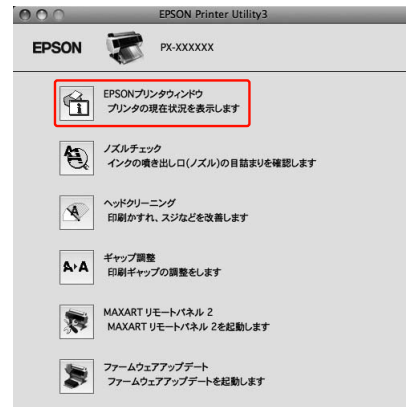 EPSON Printer Utility3
EPSON PX-XXXXXX
EPSONプリンタウィンドウ
プリンタの現在状況を表示します
ノズルチェック
インクの噴き出し口(ノズル)の目詰まりを確認します
ヘッドクリーニング
印刷かすれ、スジなどを改善します
A▸A
ギャップ調整
印刷ギャップの調整をします
MAXART リモートパネル 2
MAXART リモートパネル 2を起動します
ファームウェアアップデート
ファームウェアアップデートを起動します